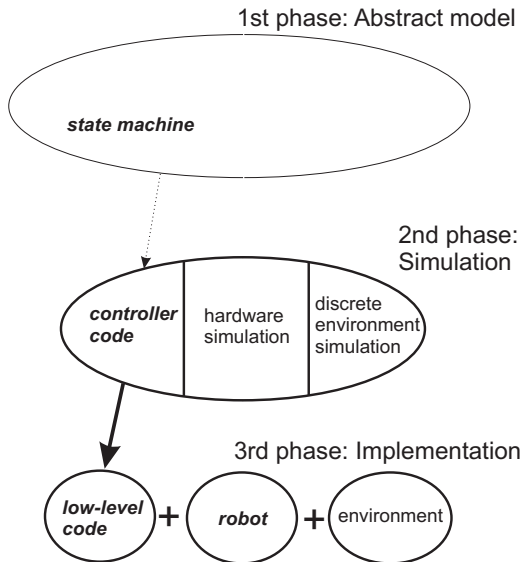 1st phase: Abstract model
state machine
2nd phase:
Simulation
controller
code
hardware
simulation
discrete
environment
simulation
3rd phase: Implementation
low-level
code
+
robot
+
environment